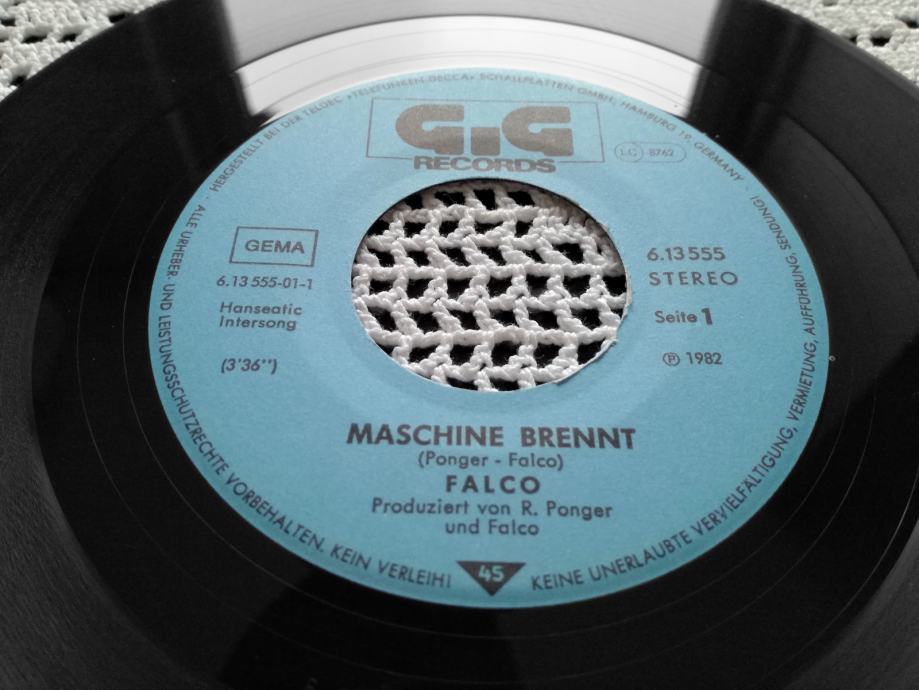 HERGESTELLT BEI DER TELDEC »TELEFUNKEN-DECCA« SCHALLPLATTEN GMBH, HAMBURG 19, GERMANY ·
GiG
RECORDS
LC 8762
GEMA
6.13 555-01-1
Hanseatic
Intersong
(3'36")
6.13 555
STEREO
Seite 1
Ⓟ 1982
MASCHINE BRENNT
(Ponger - Falco)
FALCO
Produziert von R. Ponger
und Falco
45
ALLE URHEBER- UND LEISTUNGSSCHUTZRECHTE VORBEHALTEN. KEIN VERLEIH! KEINE UNERLAUBTE VERVIELFÄLTIGUNG, VERMIETUNG, AUFFÜHRUNG, SENDUNG!